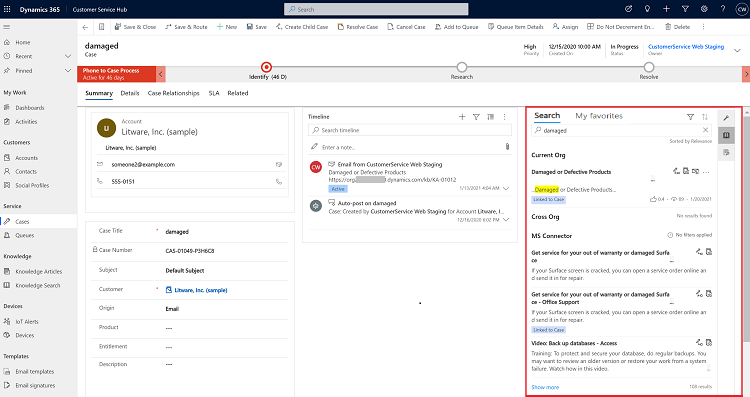 Dynamics 365
Customer Service Hub
Search
CW
Save & Close
Save & Route
New
Save
Create Child Case
Resolve Case
Cancel Case
Add to Queue
Queue Item Details
Assign
Do Not Decrement En...
Delete
Home
Recent
Pinned
My Work
Dashboards
Activities
Customers
Accounts
Contacts
Social Profiles
Service
Cases
Queues
Knowledge
Knowledge Articles
Knowledge Search
Devices
IoT Alerts
Devices
Templates
Email templates
Email signatures
damaged
Case
High
Priority
12/15/2020 10:00 AM
Created On
In Progress
Status
CustomerService Web Staging
Owner
Phone to Case Process
Active for 46 days
Identify (46 D)
Research
Resolve
Summary
Details
Case Relationships
SLA
Related
LI
Account
Litware, Inc. (sample)
Litware, Inc. (sample)
someone2@example.com
555-0151
Case Title
*
damaged
Case Number
CAS-01049-P3H6C8
Subject
Default Subject
Customer
*
Litware, Inc. (sample)
Origin
Email
Product
---
Entitlement
---
Description
---
Timeline
Search timeline
Enter a note...
CW
Email from CustomerService Web Staging
Damaged or Defective Products
https://org .dynamics.com/kb/KA-01012
Active
1/13/2021 4:04 AM
Auto-post on damaged
Case: Created by CustomerService Web Staging for Account Litware, I...
12/16/2020 6:02 PM
Search
My favorites
damaged
Sorted by Relevance
Current Org
Damaged or Defective Products
...
...Damaged or Defective Products...
Linked to Case
0.4
89
1/20/2021
Cross Org
No results found
MS Connector
No filters applied
Get service for your out of warranty or damaged Surfa
ce
...
If your Surface screen is cracked, you can open a service order online an
d send it in for repair.
Get service for your out of warranty or damaged Surfa
ce - Office Support
...
If your Surface screen is cracked, you can open a service order online an
d send it in for repair.
Linked to Case
Video: Back up databases - Access
Training: To protect and secure your database, do regular backups. You
may want to review an older version or restore your work from a system
failure. Watch how in this video.
Show more
108 results